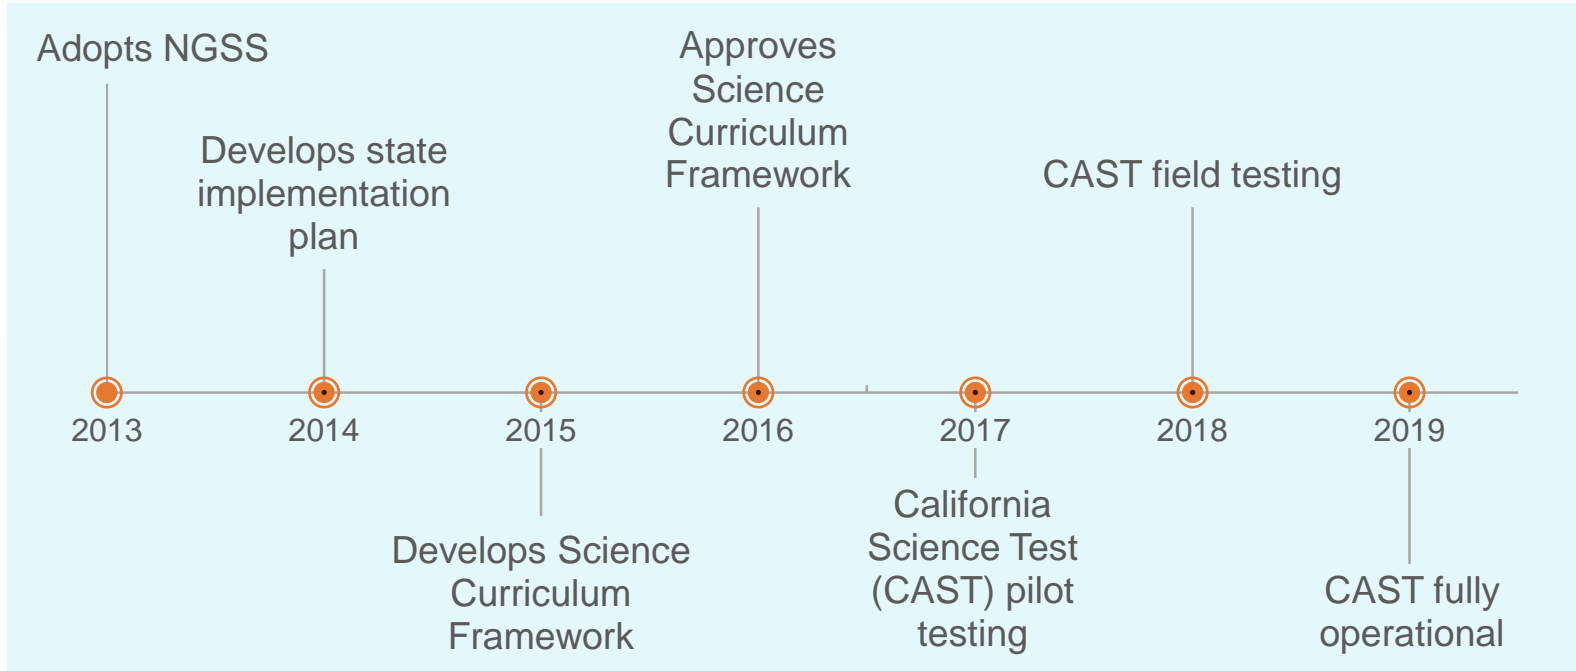 Adopts NGSS
Develops state
implementation
plan
Approves
Science
Curriculum
Framework
CAST field testing
2013
2014
2015
2016
2017
2018
2019
Develops Science
Curriculum
Framework
California
Science Test
(CAST) pilot
testing
CAST fully
operational